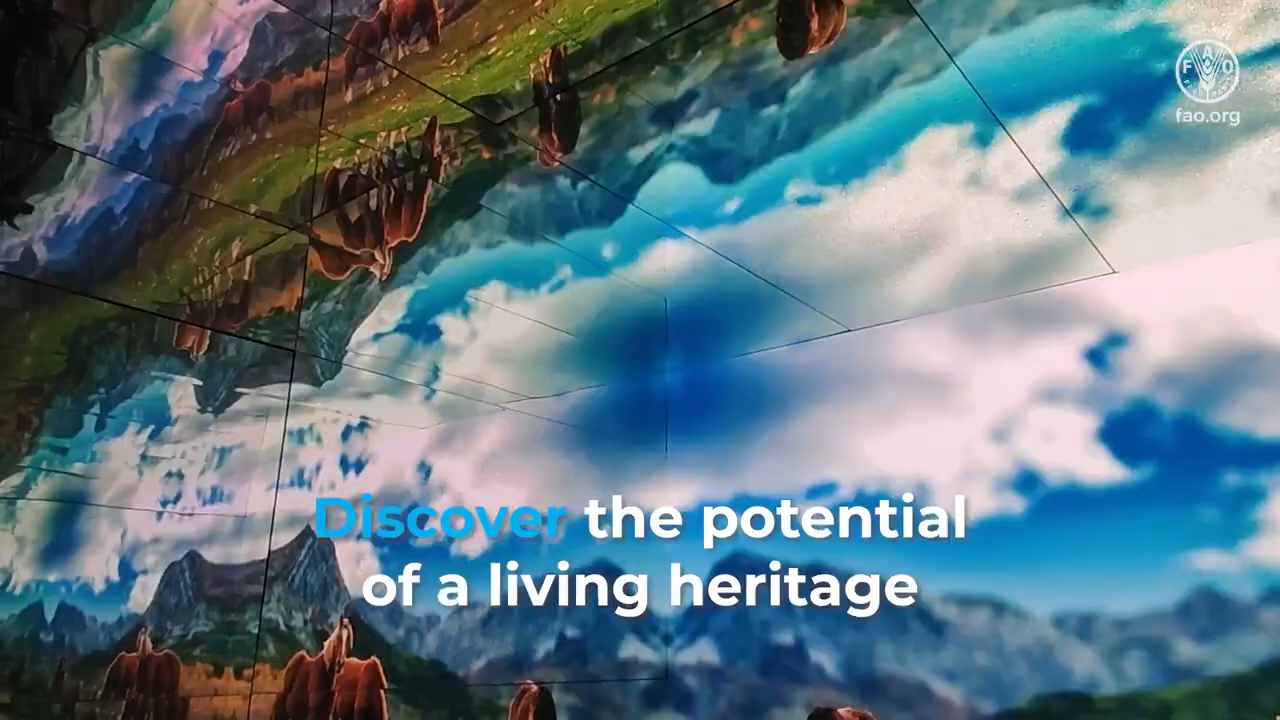 FAO
fao.org
Discover the potential
of a living heritage